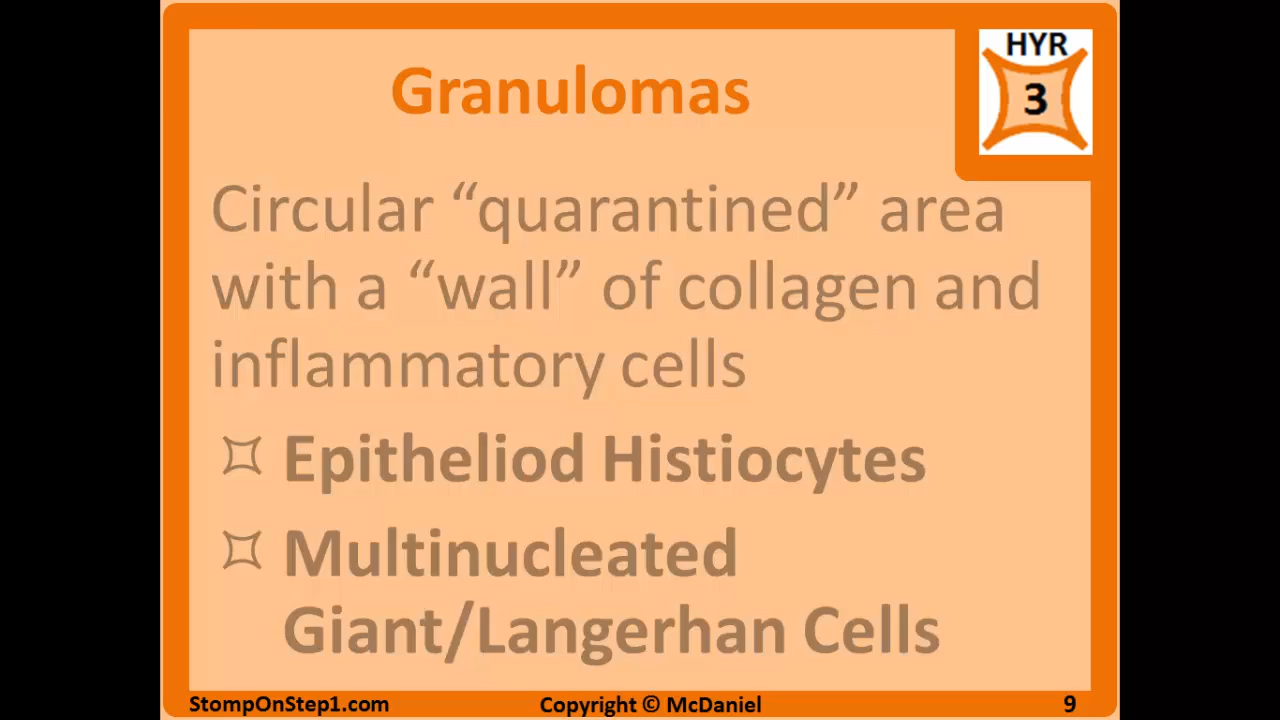 HYR
Granulomas
3
Circular “quarantined” area
with a “wall” of collagen and
inflammatory cells
Epitheliod Histiocytes
Multinucleated
Giant/Langerhan Cells
StompOnStep1.com Copyright © McDaniel 9